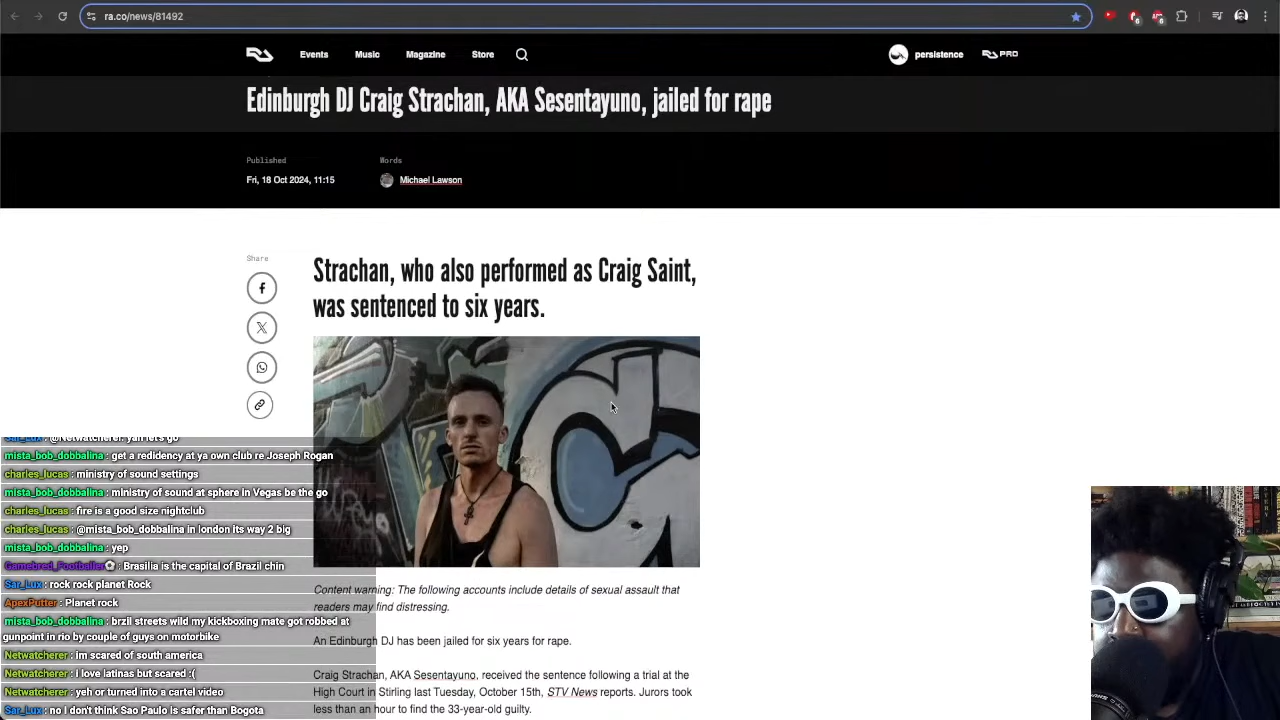 ra.co/news/81492
Events
Music
Magazine
Store
persistence
PRO
Edinburgh DJ Craig Strachan, AKA Sesentayuno, jailed for rape
Published
Words
Fri, 18 Oct 2024, 11:15
Michael Lawson
Share
Strachan, who also performed as Craig Saint,
was sentenced to six years.
Sar_Lux : @Netwatcherer: yah let's go
mista_bob_dobbalina : get a redidency at ya own club re Joseph Rogan
charles_lucas : ministry of sound settings
mista_bob_dobbalina : ministry of sound at sphere in Vegas be the go
charles_lucas : fire is a good size nightclub
charles_lucas : @mista_bob_dobbalina in london its way 2 big
mista_bob_dobbalina : yep
Gamebred_Footballer⚽ : Brasilia is the capital of Brazil chin
Sar_Lux : rock rock planet Rock
ApexPutter : Planet rock
mista_bob_dobbalina : brzil streets wild my kickboxing mate got robbed at
gunpoint in rio by couple of guys on motorbike
Netwatcherer : im scared of south america
Netwatcherer : i love latinas but scared :(
Netwatcherer : yeh or turned into a cartel video
Sar_Lux : no I don't think Sao Paulo is safer than Bogota
Content warning: The following accounts include details of sexual assault that
readers may find distressing.
An Edinburgh DJ has been jailed for six years for rape.
Craig Strachan, AKA Sesentayuno, received the sentence following a trial at the
High Court in Stirling last Tuesday, October 15th, STV News reports. Jurors took
less than an hour to find the 33-year-old guilty.